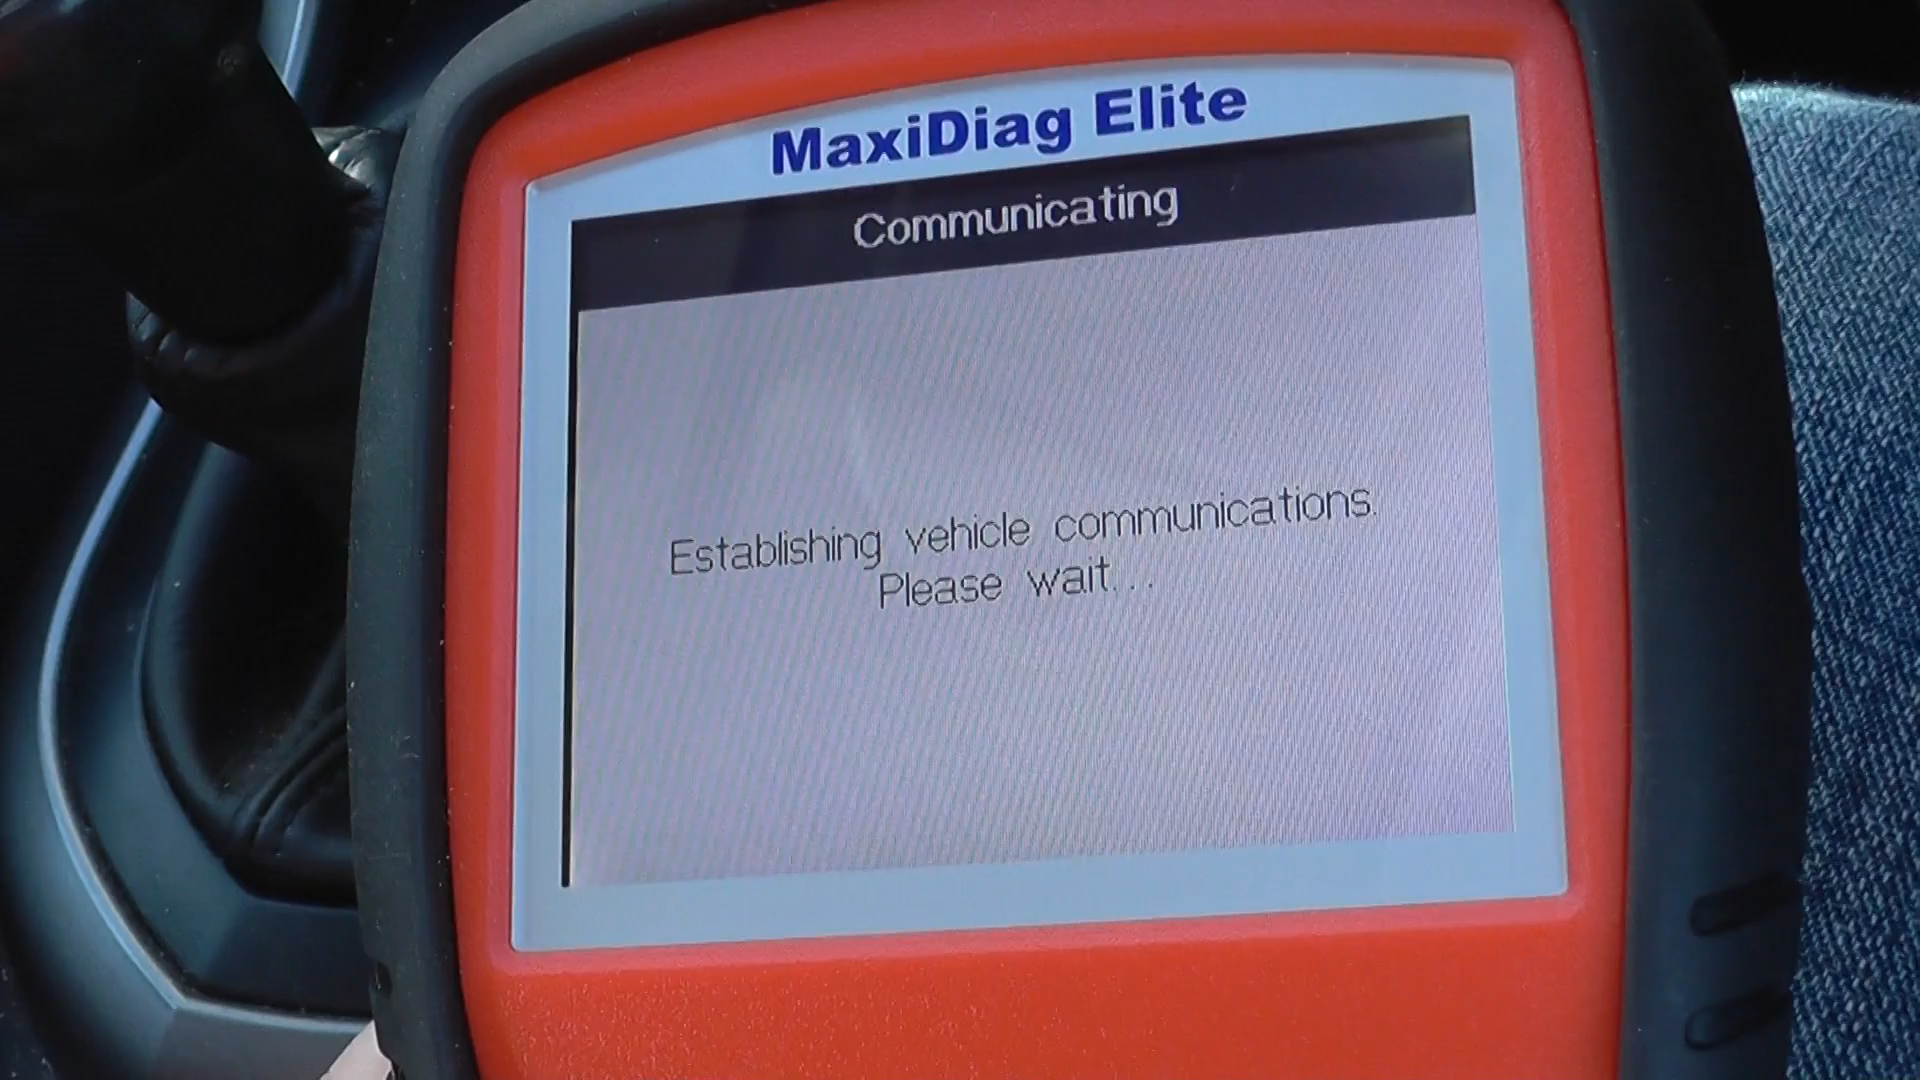 MaxiDiag Elite
Communicating
Establishing vehicle communications.
Please wait...